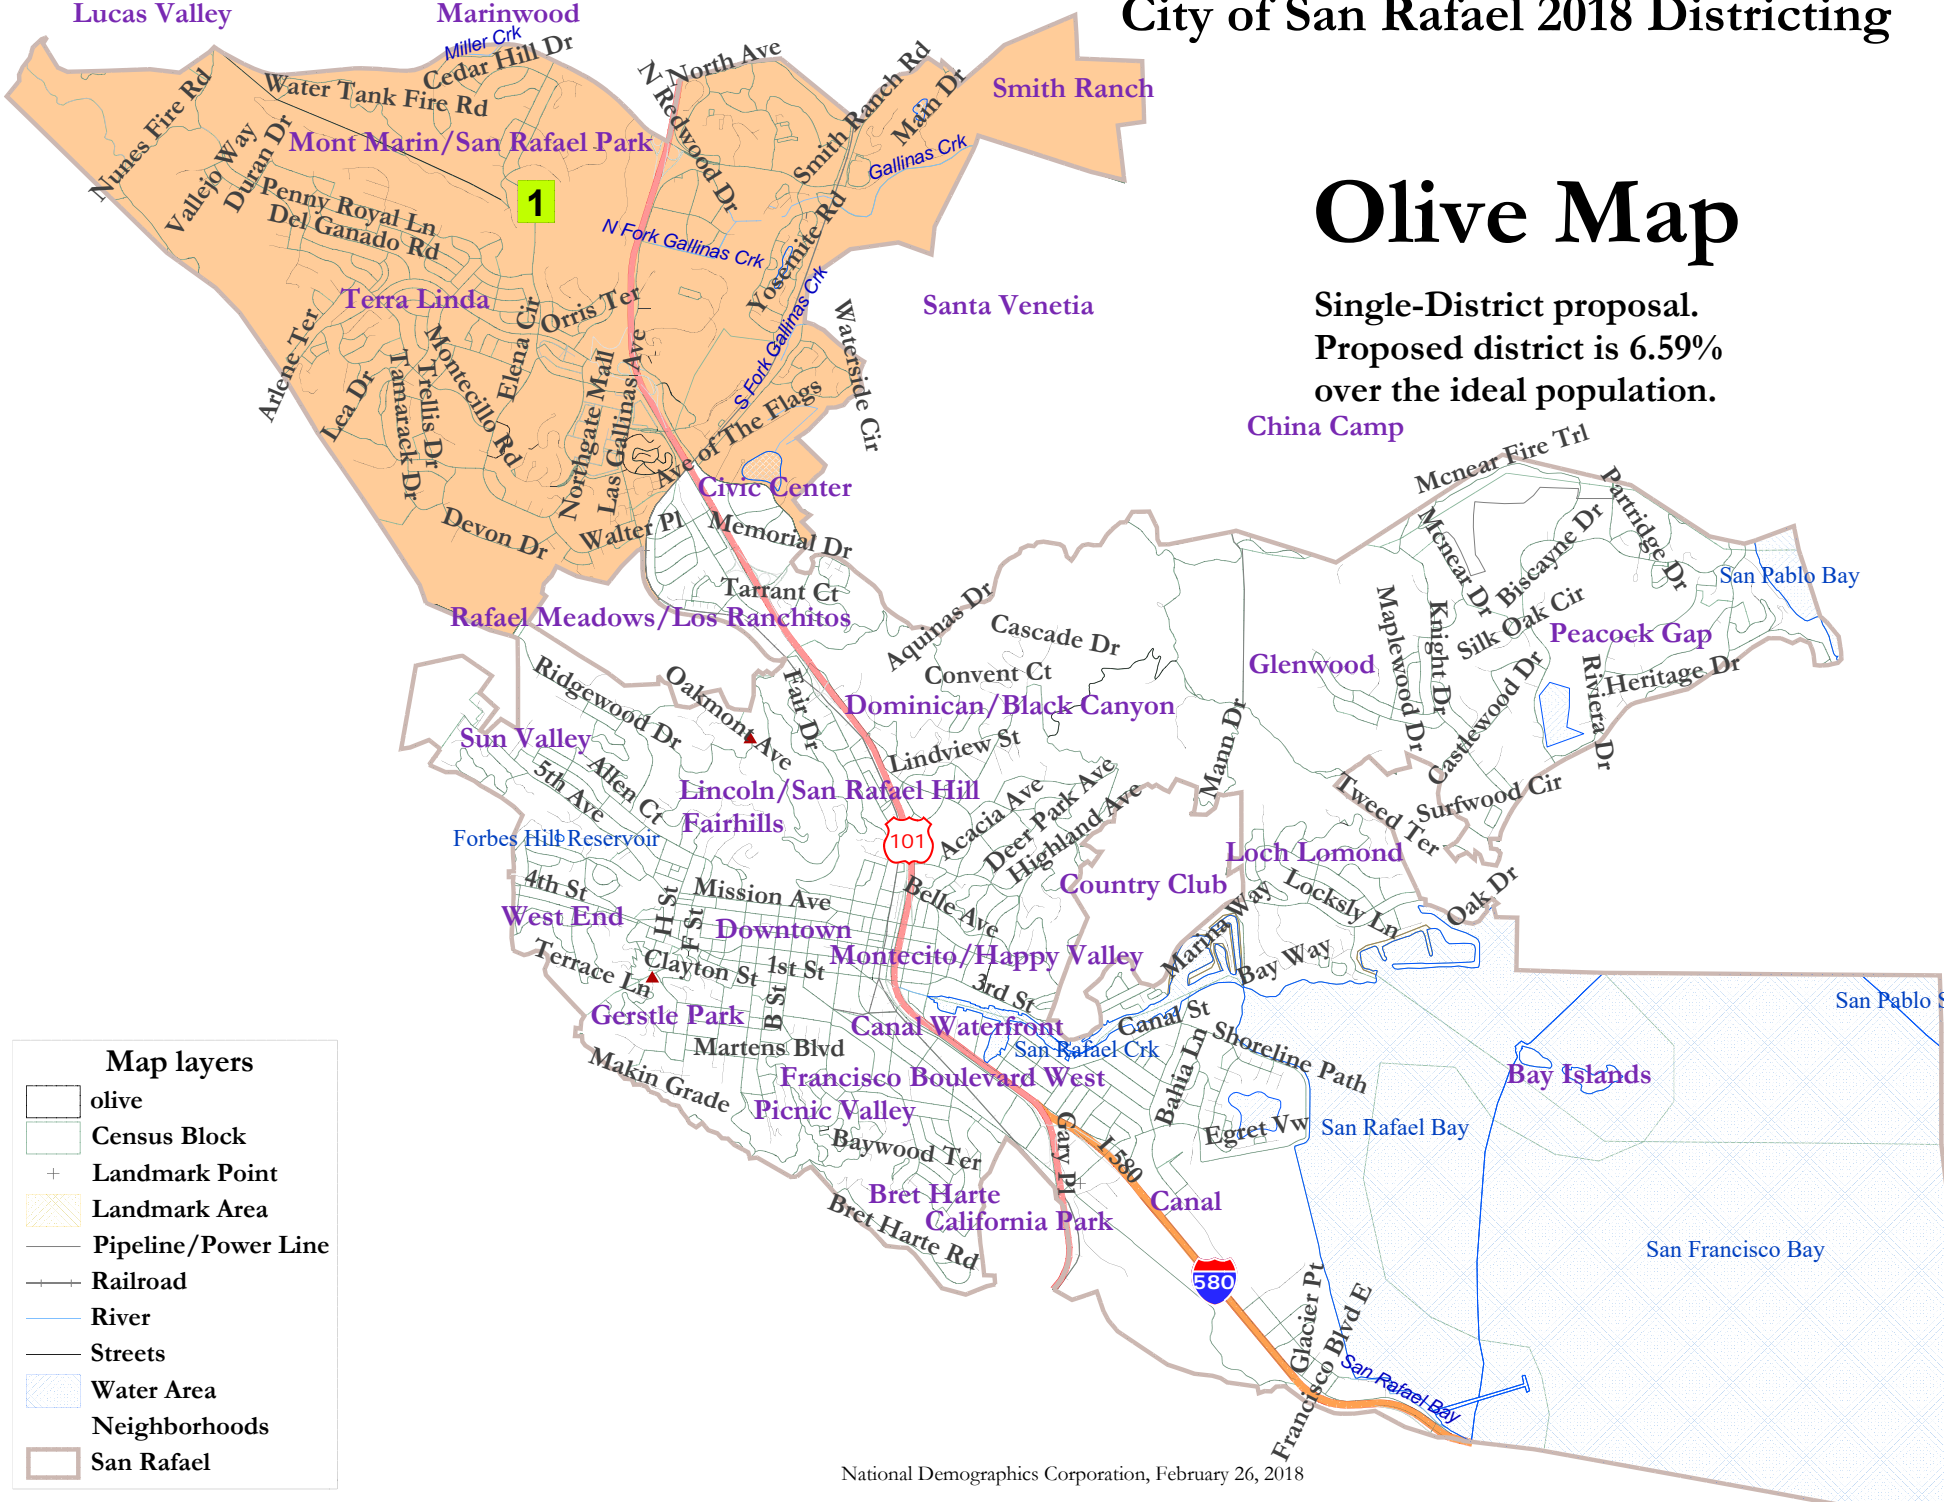 City of San Rafael 2018 Districting
Lucas Valley
Marinwood
Miller Crk
Cedar Hill Dr
North Ave
N Redwood Dr
Smith Ranch Rd
Main Dr
Smith Ranch
Nunes Fire Rd
Water Tank Fire Rd
Mont Marin/San Rafael Park
Vallejo Way
Duran Dr
Gallinas Crk
Penny Royal Ln
Del Ganado Rd
1
N Fork Gallinas Crk
Yosemite Rd
Olive Map
Single-District proposal.
Proposed district is 6.59%
over the ideal population.
Terra Linda
Orris Ter
Elena Cir
S Fork Gallinas Crk
Santa Venetia
Waterside Cir
Arlene Ter
Lea Dr
Tamarack Dr
Trellis Dr
Montecillo Rd
Northgate Mall
Las Gallinas Ave
Ave of The Flags
China Camp
Mcnear Fire Trl
Civic Center
Devon Dr
Walter Pl
Memorial Dr
Partridge Dr
Mcnear Dr
Biscayne Dr
San Pablo Bay
Tarrant Ct
Rafael Meadows/Los Ranchitos
Aquinas Dr
Cascade Dr
Maplewood Dr
Knight Dr
Silk Oak Cir
Peacock Gap
Ridgewood Dr
Oakmont Ave
Fair Dr
Convent Ct
Glenwood
Castlewood Dr
Riviera Dr
Heritage Dr
Dominican/Black Canyon
Sun Valley
Lindview St
Mann Dr
5th Ave
Allen Ct
Lincoln/San Rafael Hill
Fairhills
Acacia Ave
Deer Park Ave
Highland Ave
Tweed Ter
Surfwood Cir
Forbes Hill Reservoir
101
Loch Lomond
4th St
Mission Ave
Belle Ave
Country Club
Locksly Ln
Oak Dr
West End
H St
F St
Downtown
Montecito/Happy Valley
Marina Way
Bay Way
Terrace Ln
Clayton St
1st St
3rd St
San Pablo
Gerstle Park
B St
Canal Waterfront
Canal St
Shoreline Path
Martens Blvd
San Rafael Crk
Makin Grade
Francisco Boulevard West
Bahia Ln
Bay Islands
Picnic Valley
Gary Pl
Egret Vw
San Rafael Bay
Baywood Ter
I 580
Bret Harte
Canal
California Park
Bret Harte Rd
San Francisco Bay
580
Glacier Pt
Francisco Blvd E
San Rafael Bay
Map layers
olive
Census Block
Landmark Point
Landmark Area
Pipeline/Power Line
Railroad
River
Streets
Water Area
Neighborhoods
San Rafael
National Demographics Corporation, February 26, 2018